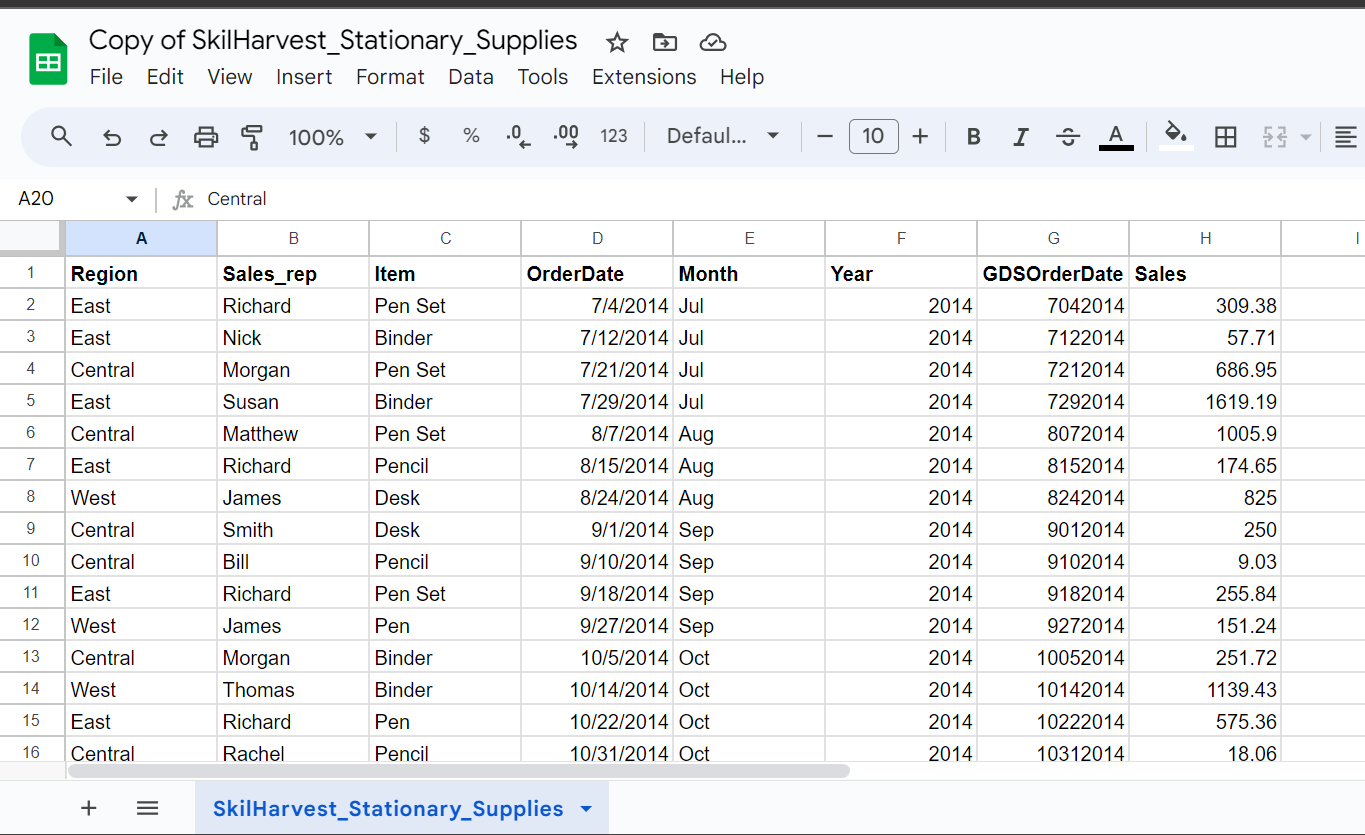 Copy of SkilHarvest_Stationary_Supplies
File Edit View Insert Format Data Tools Extensions Help
100% $ % .0 .00 123 Defaul... 10 B I S A
A20 fx Central
A B C D E F G H I
1 Region Sales_rep Item OrderDate Month Year GDSOrderDate Sales
2 East Richard Pen Set 7/4/2014 Jul 2014 7042014 309.38
3 East Nick Binder 7/12/2014 Jul 2014 7122014 57.71
4 Central Morgan Pen Set 7/21/2014 Jul 2014 7212014 686.95
5 East Susan Binder 7/29/2014 Jul 2014 7292014 1619.19
6 Central Matthew Pen Set 8/7/2014 Aug 2014 8072014 1005.9
7 East Richard Pencil 8/15/2014 Aug 2014 8152014 174.65
8 West James Desk 8/24/2014 Aug 2014 8242014 825
9 Central Smith Desk 9/1/2014 Sep 2014 9012014 250
10 Central Bill Pencil 9/10/2014 Sep 2014 9102014 9.03
11 East Richard Pen Set 9/18/2014 Sep 2014 9182014 255.84
12 West James Pen 9/27/2014 Sep 2014 9272014 151.24
13 Central Morgan Binder 10/5/2014 Oct 2014 10052014 251.72
14 West Thomas Binder 10/14/2014 Oct 2014 10142014 1139.43
15 East Richard Pen 10/22/2014 Oct 2014 10222014 575.36
16 Central Rachel Pencil 10/31/2014 Oct 2014 10312014 18.06
SkilHarvest_Stationary_Supplies